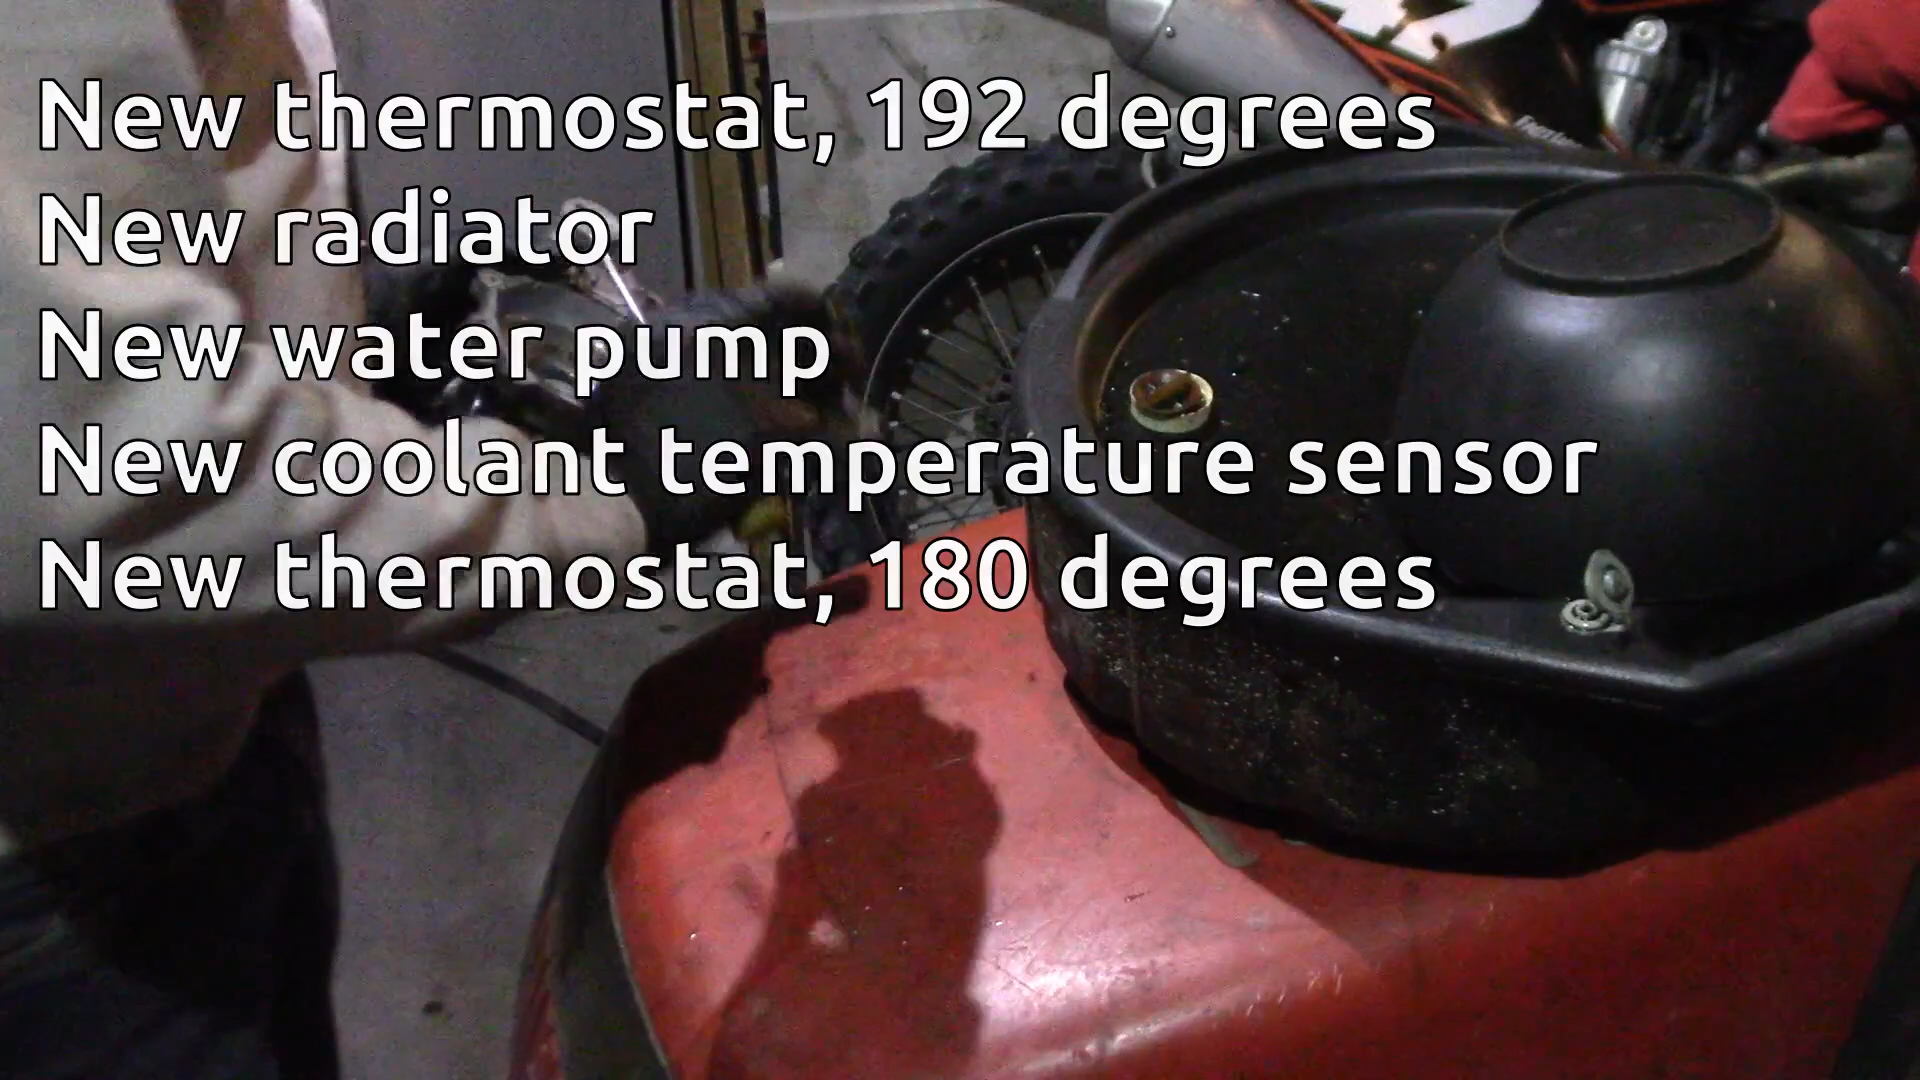 New thermostat, 192 degrees
New radiator
New water pump
New coolant temperature sensor
New thermostat, 180 degrees